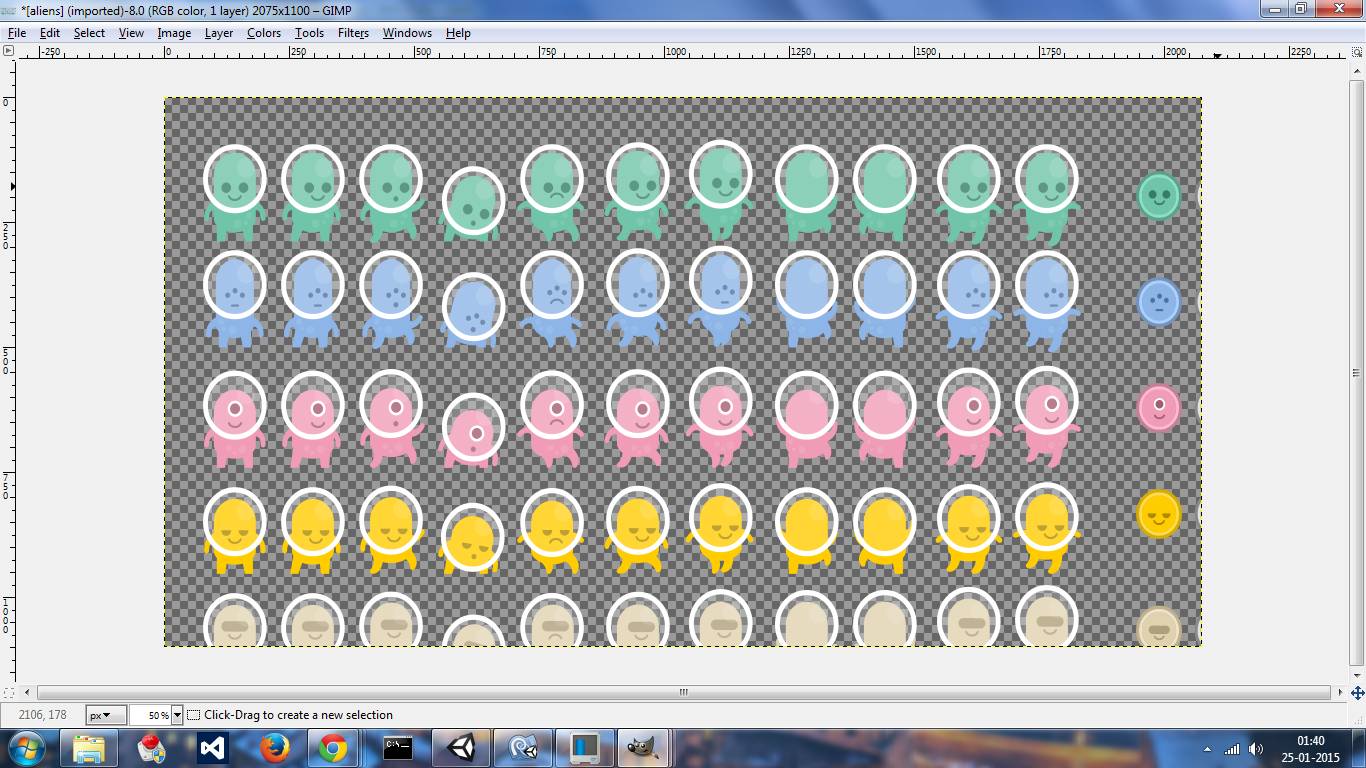 *[aliens] (imported)-8.0 (RGB color, 1 layer) 2075x1100 – GIMP
File Edit Select View Image Layer Colors Tools Filters Windows Help
-250 0 250 500 750 1000 1250 1500 1750 2000 2250
0
250
500
750
1000
2106, 178 px 50 % Click-Drag to create a new selection
C:\_
01:40
25-01-2015